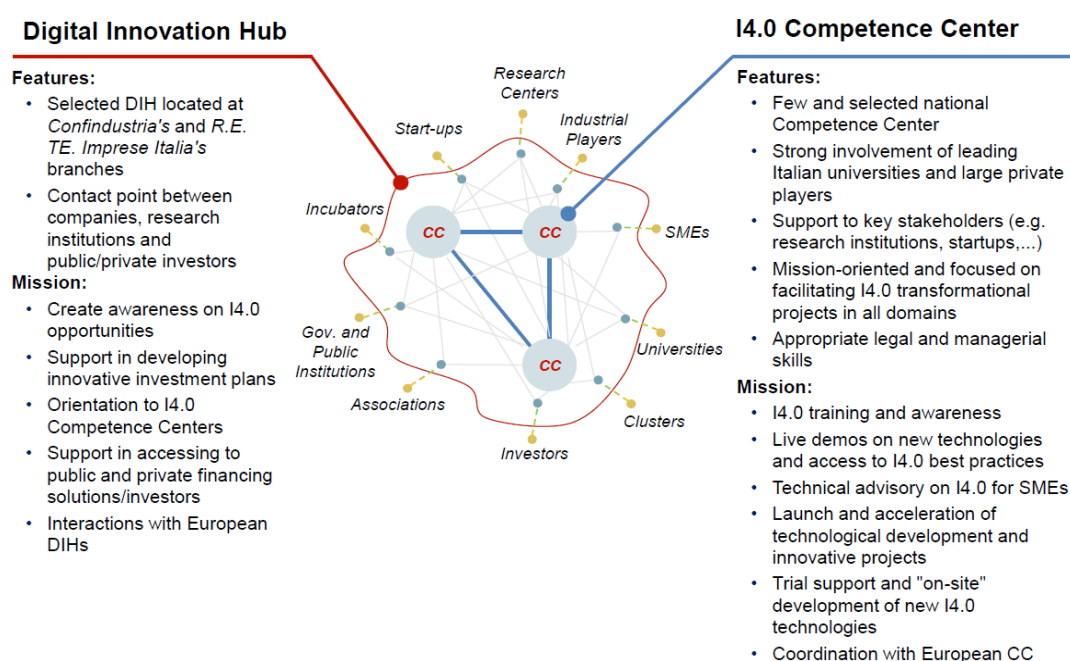 Digital Innovation Hub
Features:
• Selected DIH located at
Confindustria's and R.E.
TE. Imprese Italia's
branches
• Contact point between
companies, research
institutions and
public/private investors
Mission:
• Create awareness on I4.0
opportunities
• Support in developing
innovative investment plans
• Orientation to I4.0
Competence Centers
• Support in accessing to
public and private financing
solutions/investors
• Interactions with European
DIHs
Research
Centers
Start-ups
Industrial
Players
Incubators
CC
CC
SMEs
Gov. and
Public
Institutions
Universities
CC
Associations
Clusters
Investors
I4.0 Competence Center
Features:
• Few and selected national
Competence Center
• Strong involvement of leading
Italian universities and large private
players
• Support to key stakeholders (e.g.
research institutions, startups,...)
• Mission-oriented and focused on
facilitating I4.0 transformational
projects in all domains
• Appropriate legal and managerial
skills
Mission:
• I4.0 training and awareness
• Live demos on new technologies
and access to I4.0 best practices
• Technical advisory on I4.0 for SMEs
• Launch and acceleration of
technological development and
innovative projects
• Trial support and "on-site"
development of new I4.0
technologies
• Coordination with European CC